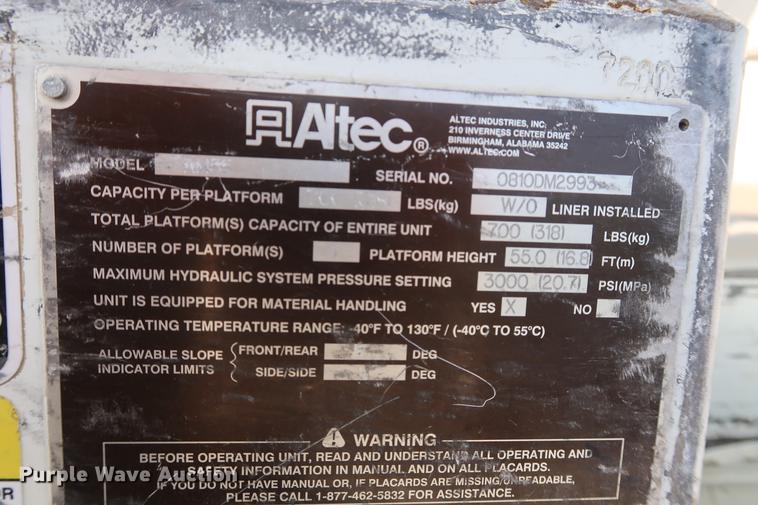 7200
Altec®
ALTEC INDUSTRIES, INC.
210 INVERNESS CENTER DRIVE
BIRMINGHAM, ALABAMA 35242
WWW.ALTEC.COM
MODEL SERIAL NO. 0810DM2993
CAPACITY PER PLATFORM LBS(kg) W/O LINER INSTALLED
TOTAL PLATFORM(S) CAPACITY OF ENTIRE UNIT 700 (318) LBS(kg)
NUMBER OF PLATFORM(S) PLATFORM HEIGHT 55.0 (16.8) FT(m)
MAXIMUM HYDRAULIC SYSTEM PRESSURE SETTING 3000 (20.7) PSI(MPa)
UNIT IS EQUIPPED FOR MATERIAL HANDLING YES X NO
OPERATING TEMPERATURE RANGE: -40°F TO 130°F / (-40°C TO 55°C)
ALLOWABLE SLOPE INDICATOR LIMITS { FRONT/REAR DEG
SIDE/SIDE DEG
WARNING
BEFORE OPERATING UNIT, READ AND UNDERSTAND ALL OPERATING AND
SAFETY INFORMATION IN MANUAL AND ON ALL PLACARDS.
IF YOU DO NOT HAVE MANUAL OR, IF PLACARDS ARE MISSING/UNREADABLE,
PLEASE CALL 1-877-462-5832 FOR ASSISTANCE.
OR
Purple Wave Auction